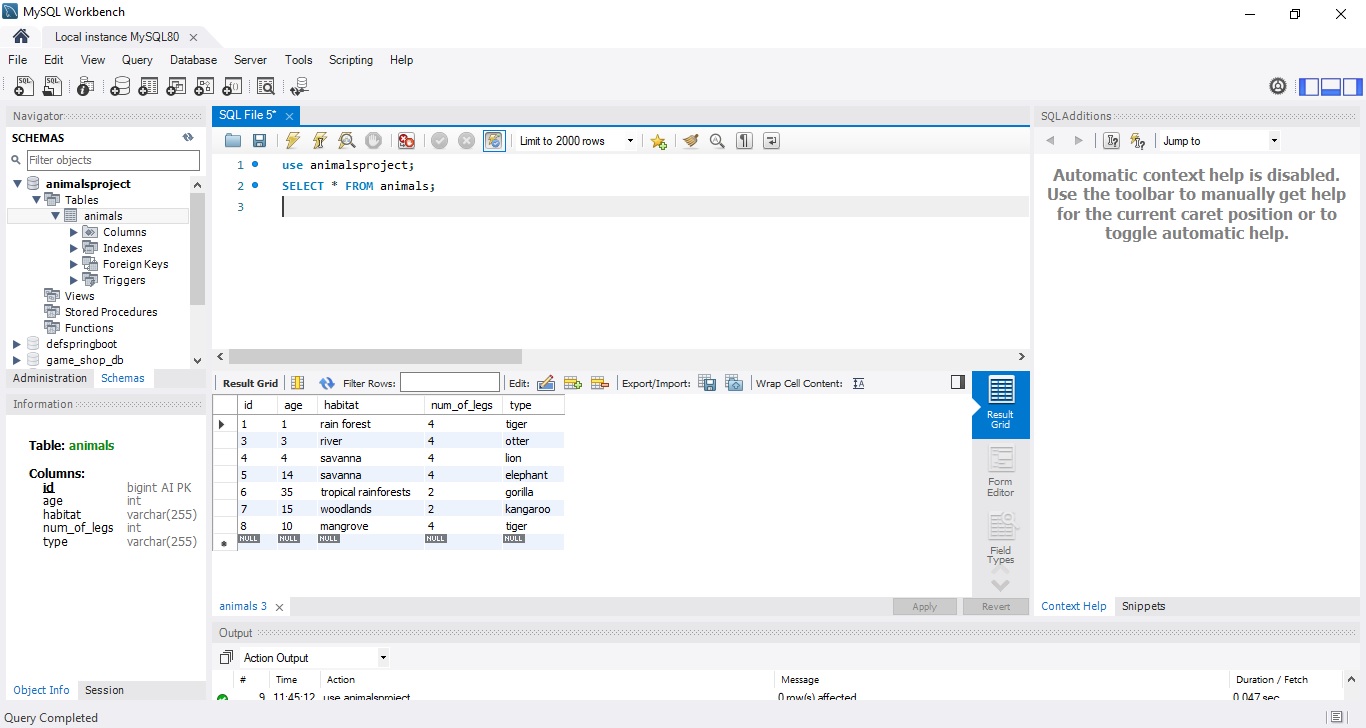 MySQL Workbench
Local instance MySQL80
File Edit View Query Database Server Tools Scripting Help
Navigator
SCHEMAS
Filter objects
animalsproject
Tables
animals
Columns
Indexes
Foreign Keys
Triggers
Views
Stored Procedures
Functions
defspringboot
game_shop_db
Administration Schemas
Information
Table: animals
Columns:
id bigint AI PK
age int
habitat varchar(255)
num_of_legs int
type varchar(255)
Object Info Session
SQL File 5*
Limit to 2000 rows
1 use animalsproject;
2 SELECT * FROM animals;
3
Result Grid Filter Rows: Edit: Export/Import: Wrap Cell Content:
id age habitat num_of_legs type
1 1 rain forest 4 tiger
3 3 river 4 otter
4 4 savanna 4 lion
5 14 savanna 4 elephant
6 35 tropical rainforests 2 gorilla
7 15 woodlands 2 kangaroo
8 10 mangrove 4 tiger
NULL NULL NULL NULL NULL
Result
Grid
Form
Editor
Field
Types
animals 3 Apply Revert
SQLAdditions
Jump to
Automatic context help is disabled.
Use the toolbar to manually get help
for the current caret position or to
toggle automatic help.
Context Help Snippets
Output
Action Output
# Time Action Message Duration / Fetch
9 11:45:12 use animalsproject 0 row(s) affected 0.047 sec
Query Completed